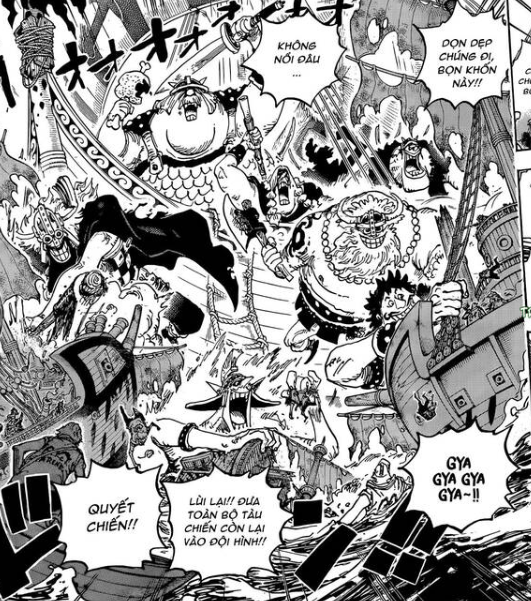 DỌN DẸP
CHÚNG ĐI,
BỌN KHỐN
NÀY!!
KHÔNG
NỔI ĐÂU
...
GYA
GYA GYA
GYA~!!
LÙI LẠI!! ĐƯA
TOÀN BỘ TÀU
CHIẾN CÒN LẠI
VÀO ĐỘI HÌNH!!
QUYẾT
CHIẾN!!